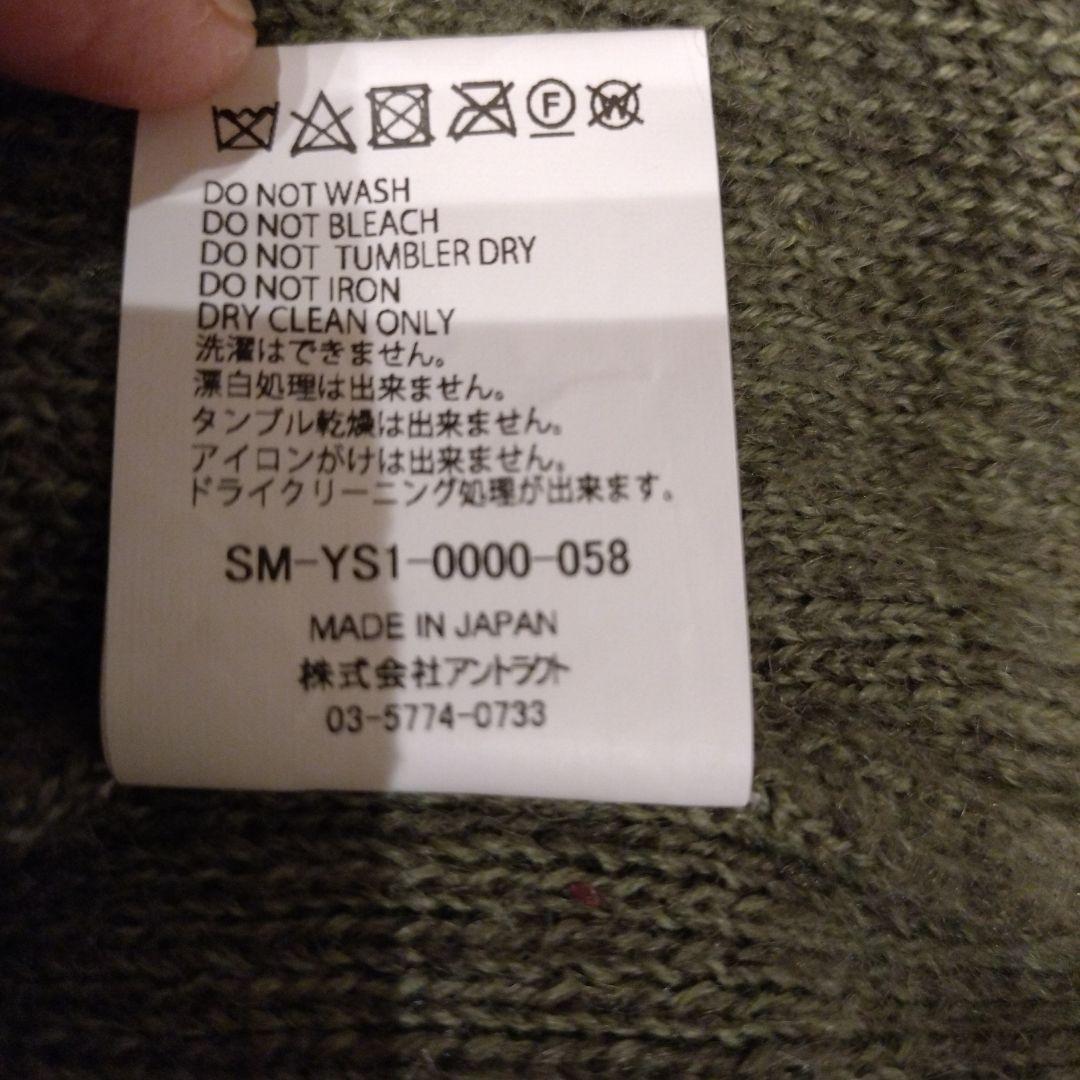 F W
DO NOT WASH
DO NOT BLEACH
DO NOT TUMBLER DRY
DO NOT IRON
DRY CLEAN ONLY
洗濯はできません。
漂白処理は出来ません。
タンブル乾燥は出来ません。
アイロンがけは出来ません。
ドライクリーニング処理が出来ます。
SM-YS1-0000-058
MADE IN JAPAN
株式会社アントラクト
03-5774-0733